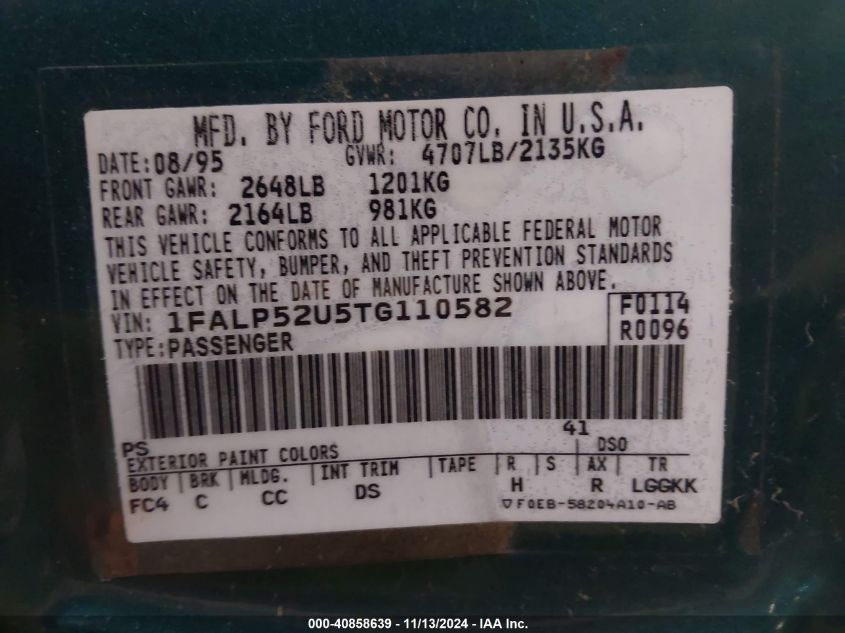 MFD. BY FORD MOTOR CO. IN U.S.A.
DATE:08/95 GVWR: 4707LB/2135KG
FRONT GAWR: 2648LB 1201KG
REAR GAWR: 2164LB 981KG
THIS VEHICLE CONFORMS TO ALL APPLICABLE FEDERAL MOTOR
VEHICLE SAFETY, BUMPER, AND THEFT PREVENTION STANDARDS
IN EFFECT ON THE DATE OF MANUFACTURE SHOWN ABOVE.
VIN: 1FALP52U5TG110582 F0114
TYPE:PASSENGER R0096
41
PS DSO
EXTERIOR PAINT COLORS
BODY BRK MLDG. INT TRIM TAPE R S AX TR
FC4 C CC DS H R LGGKK
▽F0EB-58204A10-AB
000-40858639 - 11/13/2024 - IAA Inc.